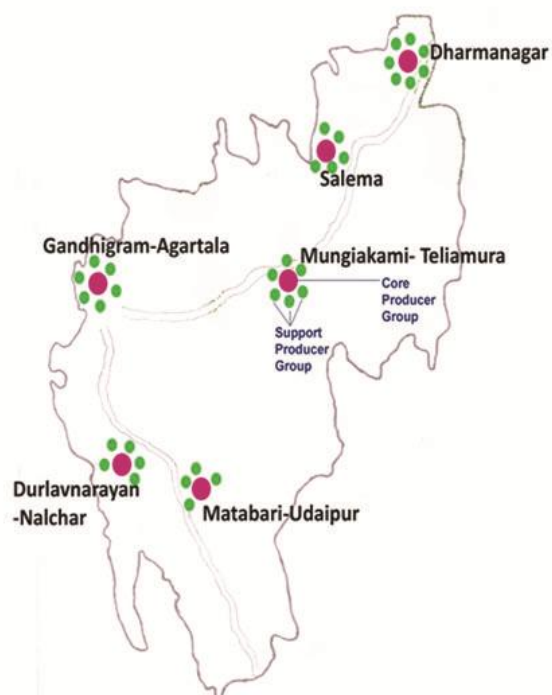 Dharmanagar
Salema
Gandhigram-Agartala
Mungiakami- Teliamura
Core
Producer
Group
Support
Producer
Group
Durlavnarayan
-Nalchar
Matabari-Udaipur